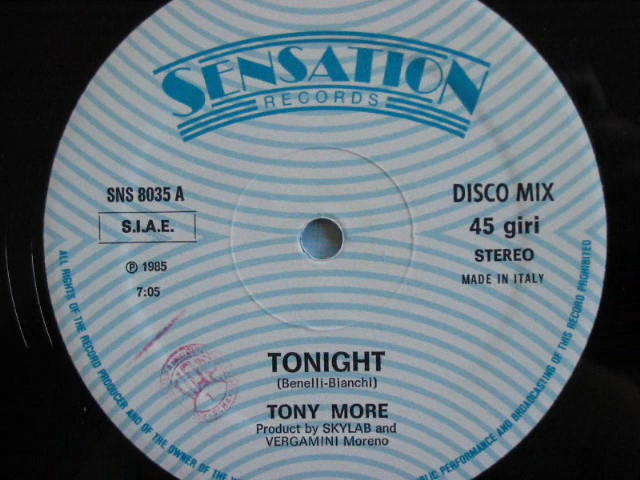 SENSATION
RECORDS
SNS 8035 A
S.I.A.E.
℗ 1985
7:05
DISCO MIX
45 giri
STEREO
MADE IN ITALY
TONIGHT
(Benelli-Bianchi)
TONY MORE
Product by SKYLAB and
VERGAMINI Moreno
ALL RIGHTS OF THE RECORD PRODUCER AND OF THE OWNER OF THE
PUBLIC PERFORMANCE AND BROADCASTING OF THIS RECORD PROHIBITED